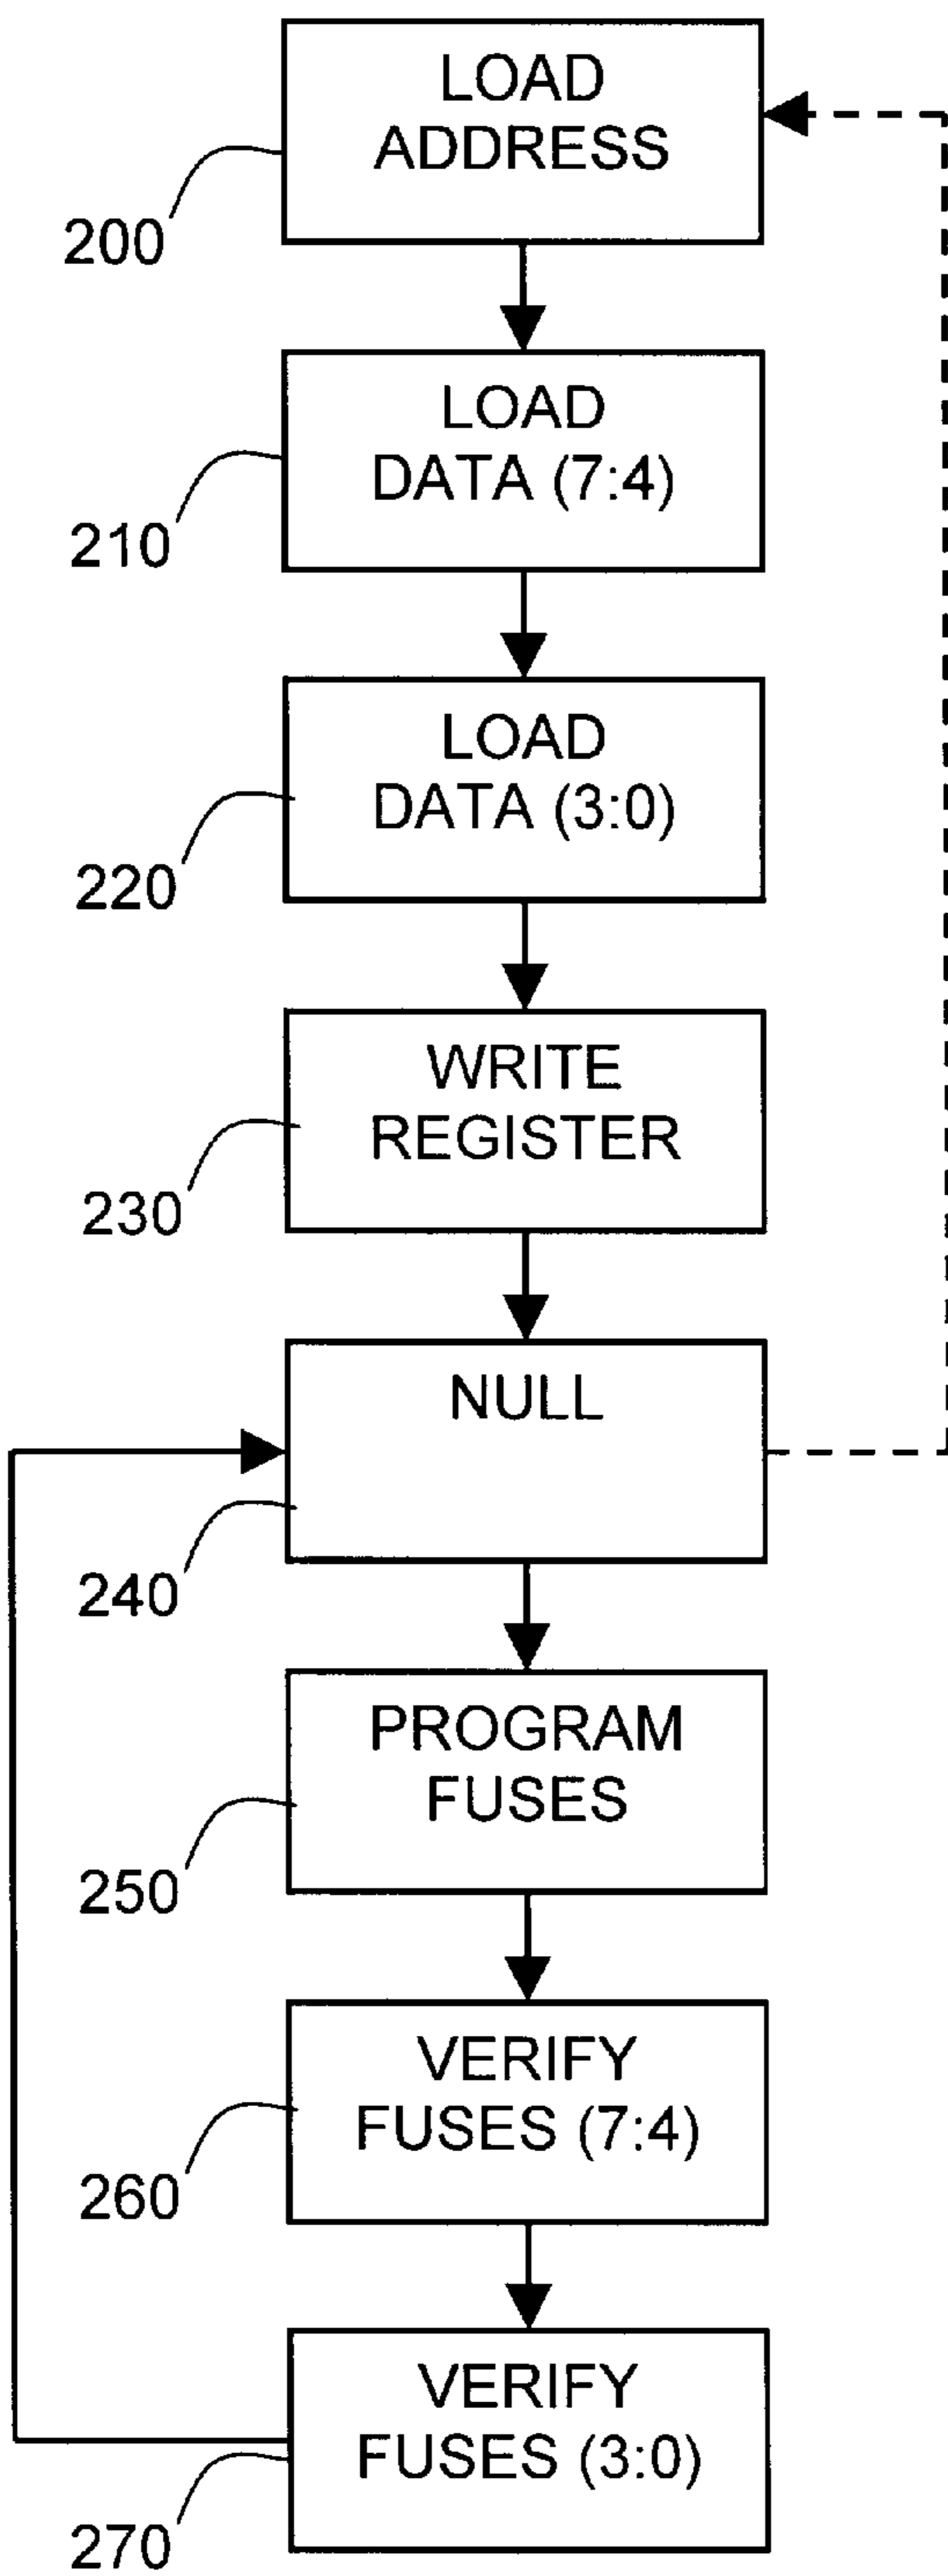 LOAD
ADDRESS
200
LOAD
DATA (7:4)
210
LOAD
DATA (3:0)
220
WRITE
REGISTER
230
NULL
240
PROGRAM
FUSES
250
VERIFY
FUSES (7:4)
260
VERIFY
FUSES (3:0)
270